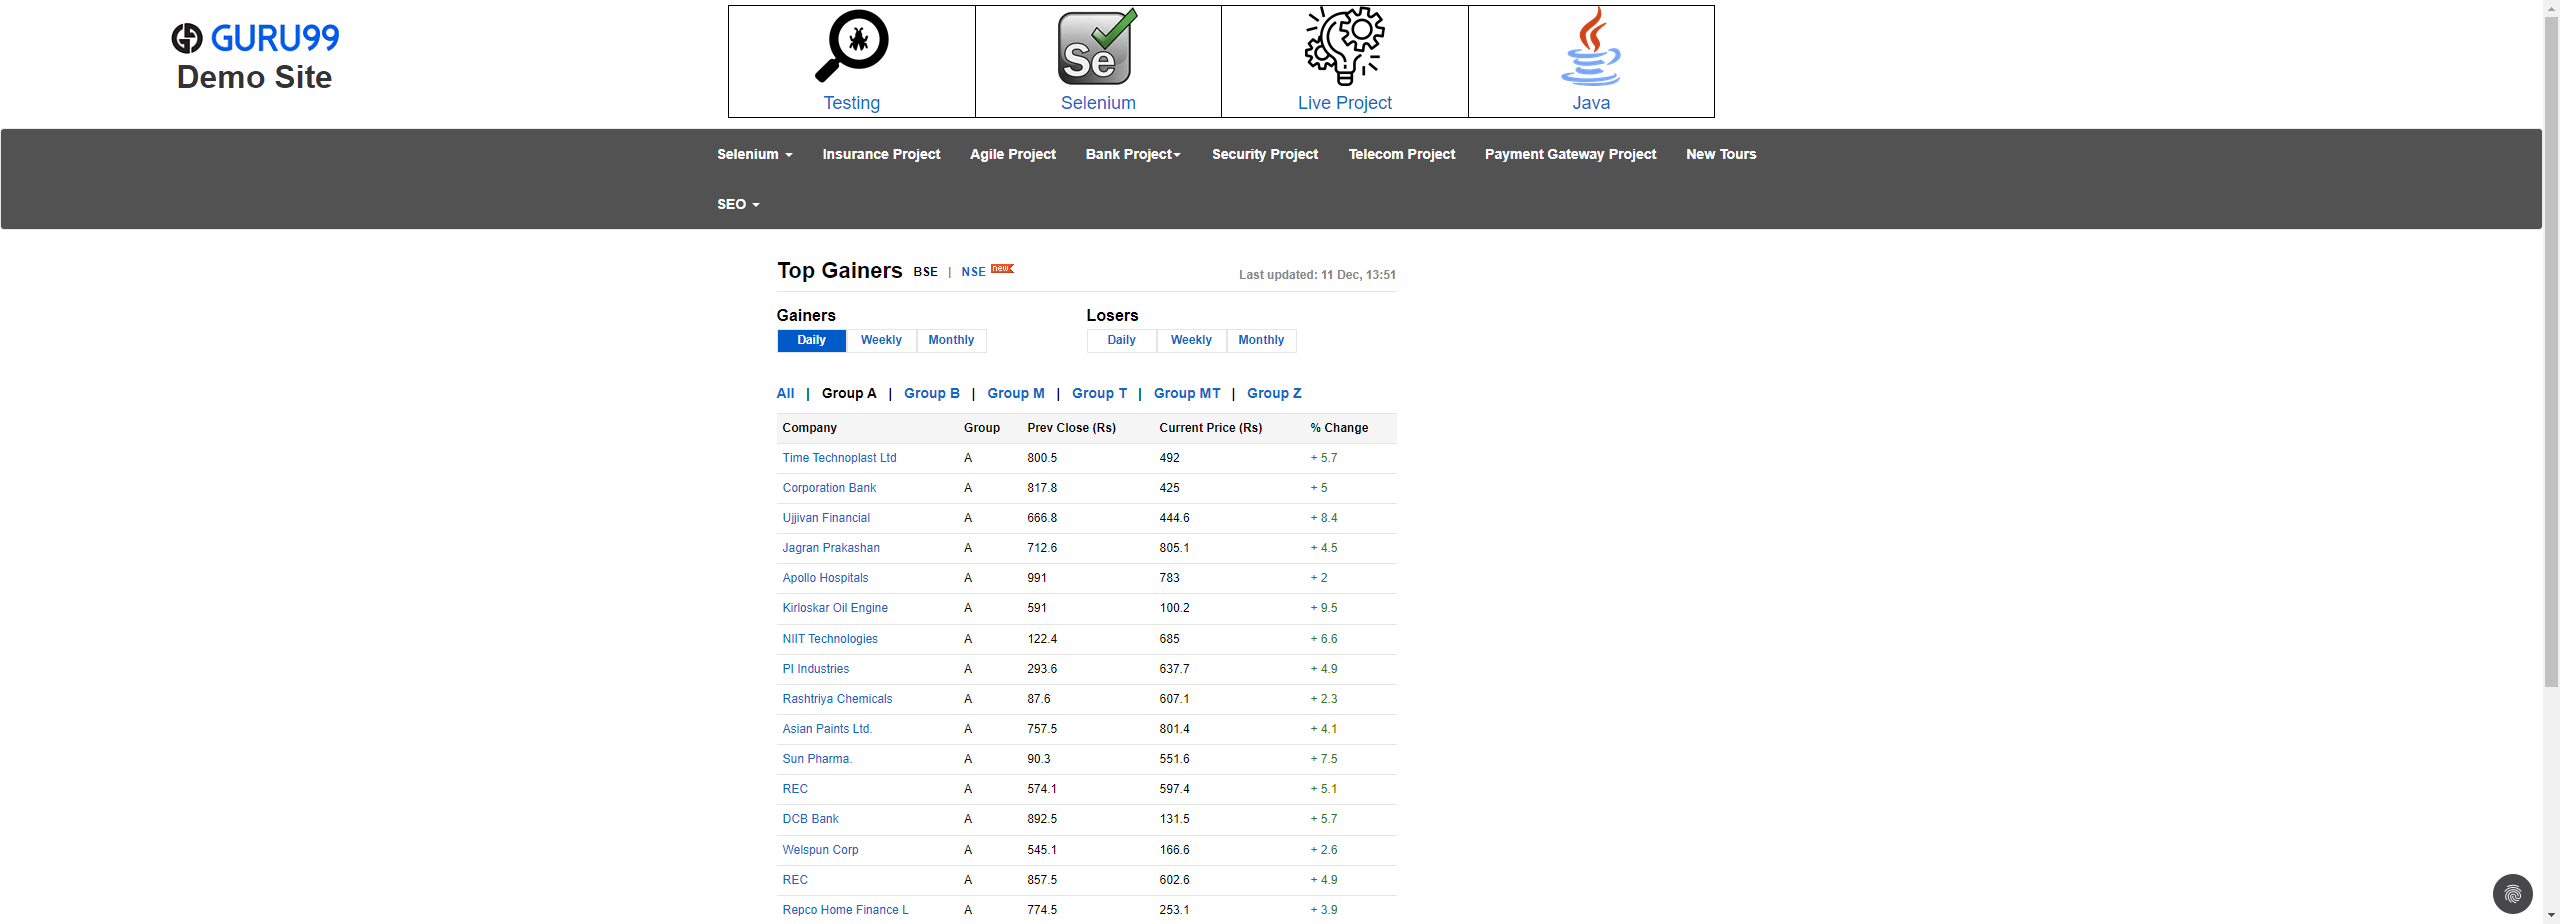 GURU99
Demo Site
Se
Testing
Selenium
Live Project
Java
Selenium
Insurance Project
Agile Project
Bank Project
Security Project
Telecom Project
Payment Gateway Project
New Tours
SEO
Top Gainers BSE | NSE new
Last updated: 11 Dec, 13:51
Gainers
Daily Weekly Monthly
Losers
Daily Weekly Monthly
All | Group A | Group B | Group M | Group T | Group MT | Group Z
Company Group Prev Close (Rs) Current Price (Rs) % Change
Time Technoplast Ltd A 800.5 492 + 5.7
Corporation Bank A 817.8 425 + 5
Ujjivan Financial A 666.8 444.6 + 8.4
Jagran Prakashan A 712.6 805.1 + 4.5
Apollo Hospitals A 991 783 + 2
Kirloskar Oil Engine A 591 100.2 + 9.5
NIIT Technologies A 122.4 685 + 6.6
PI Industries A 293.6 637.7 + 4.9
Rashtriya Chemicals A 87.6 607.1 + 2.3
Asian Paints Ltd. A 757.5 801.4 + 4.1
Sun Pharma. A 90.3 551.6 + 7.5
REC A 574.1 597.4 + 5.1
DCB Bank A 892.5 131.5 + 5.7
Welspun Corp A 545.1 166.6 + 2.6
REC A 857.5 602.6 + 4.9
Repco Home Finance L A 774.5 253.1 + 3.9